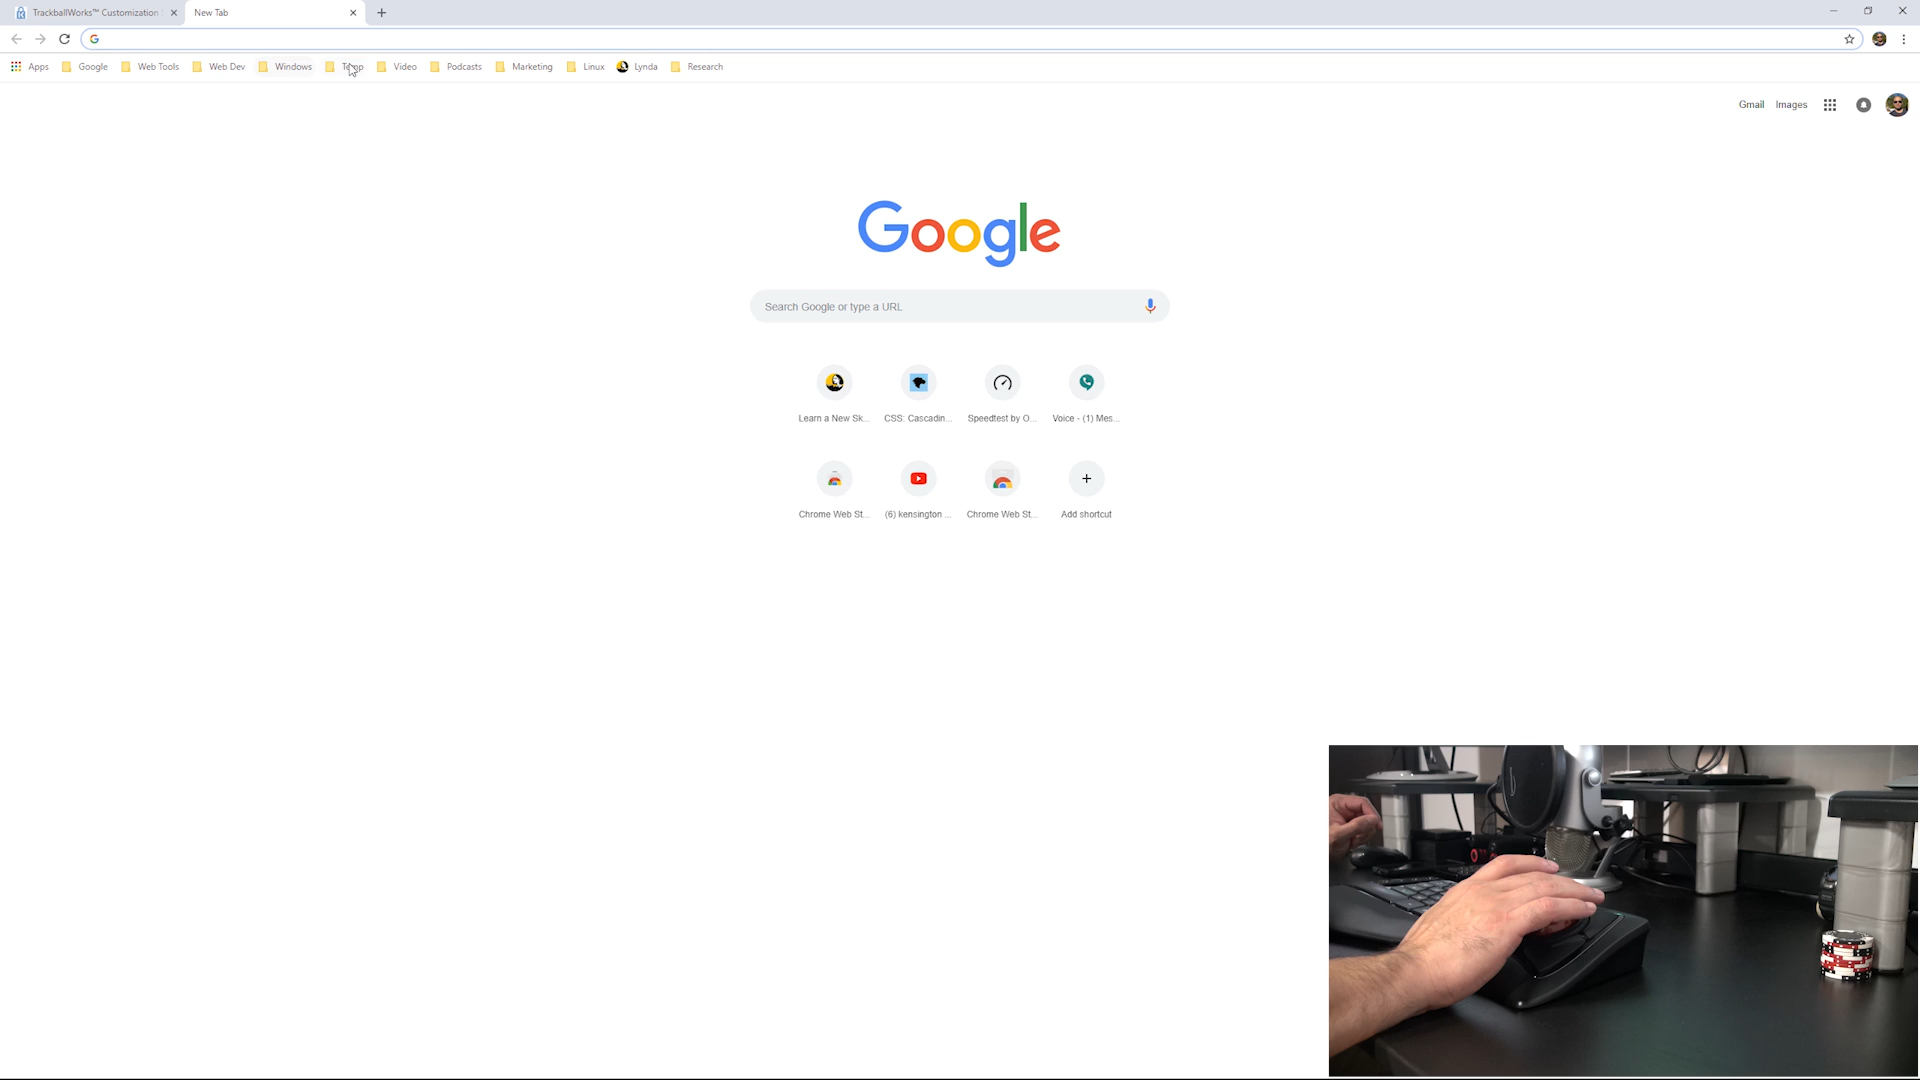 TrackballWorks™ Customization
New Tab
Apps
Google
Web Tools
Web Dev
Windows
Video
Podcasts
Marketing
Linux
Lynda
Research
Gmail
Images
Google
Search Google or type a URL
Learn a New Sk...
CSS: Cascadin...
Speedtest by O...
Voice - (1) Mes...
Chrome Web St...
(6) kensington ...
Chrome Web St...
Add shortcut